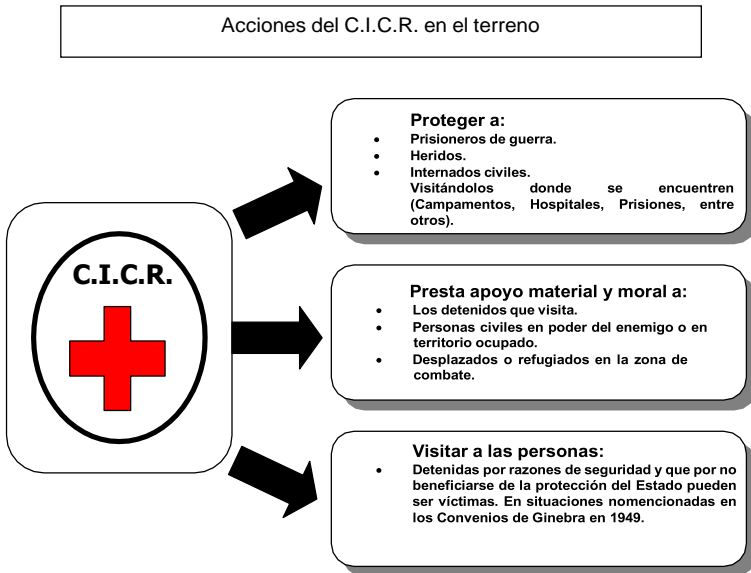 Acciones del C.I.C.R. en el terreno
Proteger a:
• Prisioneros de guerra.
• Heridos.
• Internados civiles.
Visitándolos donde se encuentren
(Campamentos, Hospitales, Prisiones, entre
otros).
C.I.C.R.
Presta apoyo material y moral a:
• Los detenidos que visita.
• Personas civiles en poder del enemigo o en
territorio ocupado.
• Desplazados o refugiados en la zona de
combate.
Visitar a las personas:
• Detenidas por razones de seguridad y que por no
beneficiarse de la protección del Estado pueden
ser víctimas. En situaciones nomencionadas en
los Convenios de Ginebra en 1949.